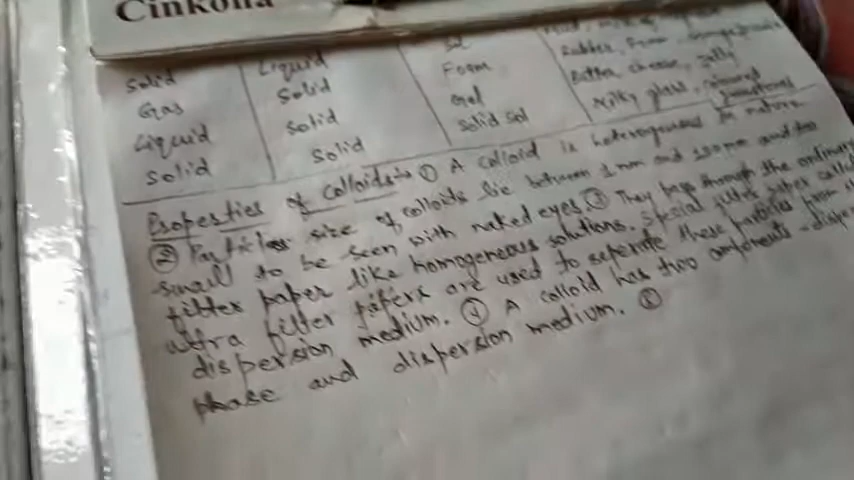 Cinkona
Solid Liquid Sol
Gas Solid Foam Rubber, Foam,
Liquid Solid Gel Butter, cheese, Jelly
Solid Solid Solid sol Milky glass, coloured gemstones
Properties of colloids:- ① A colloid is heterogeneous in nature
② Particles size of colloids lie between 1 nm and 100 nm and too
small to be seen with naked eyes. ③ They pass through the ordinary
filter paper like homogeneous solutions. Special filter paper called
ultra filter papers are used to seperate these particles from the
dispersion medium. ④ A colloid has two components - dispers
phase and dispersion medium. ⑤